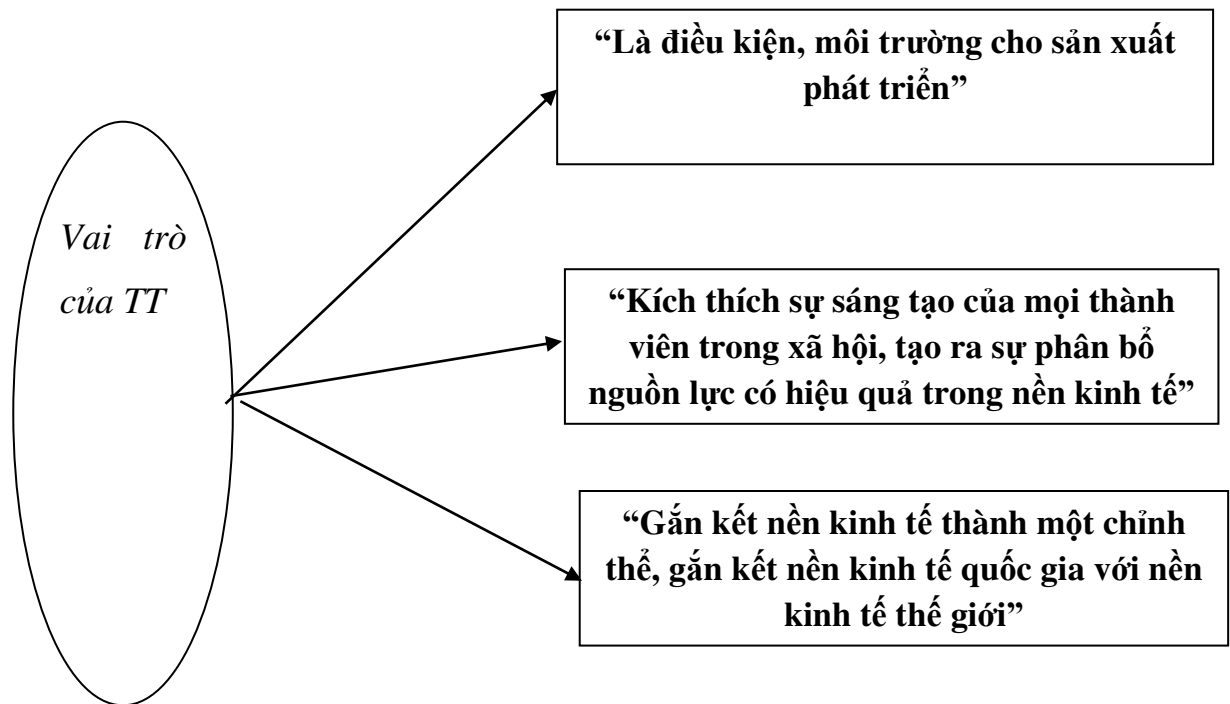 “Là điều kiện, môi trường cho sản xuất
phát triển”
Vai trò
của TT
“Kích thích sự sáng tạo của mọi thành
viên trong xã hội, tạo ra sự phân bổ
nguồn lực có hiệu quả trong nền kinh tế”
“Gắn kết nền kinh tế thành một chỉnh
thể, gắn kết nền kinh tế quốc gia với nền
kinh tế thế giới”